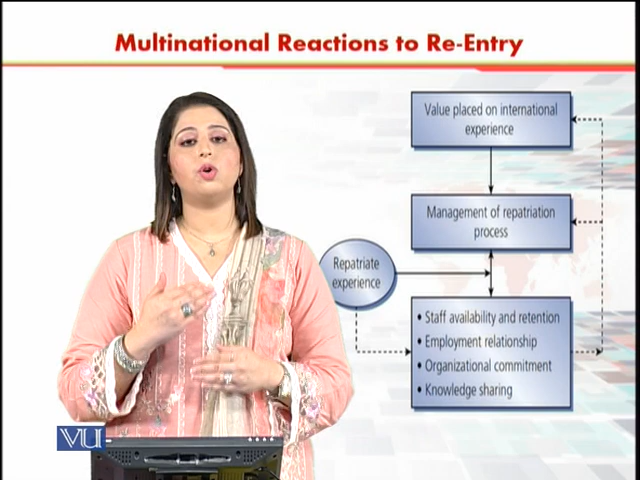 Multinational Reactions to Re-Entry
Value placed on international
experience
Management of repatriation
process
Repatriate
experience
• Staff availability and retention
• Employment relationship
• Organizational commitment
• Knowledge sharing
VU